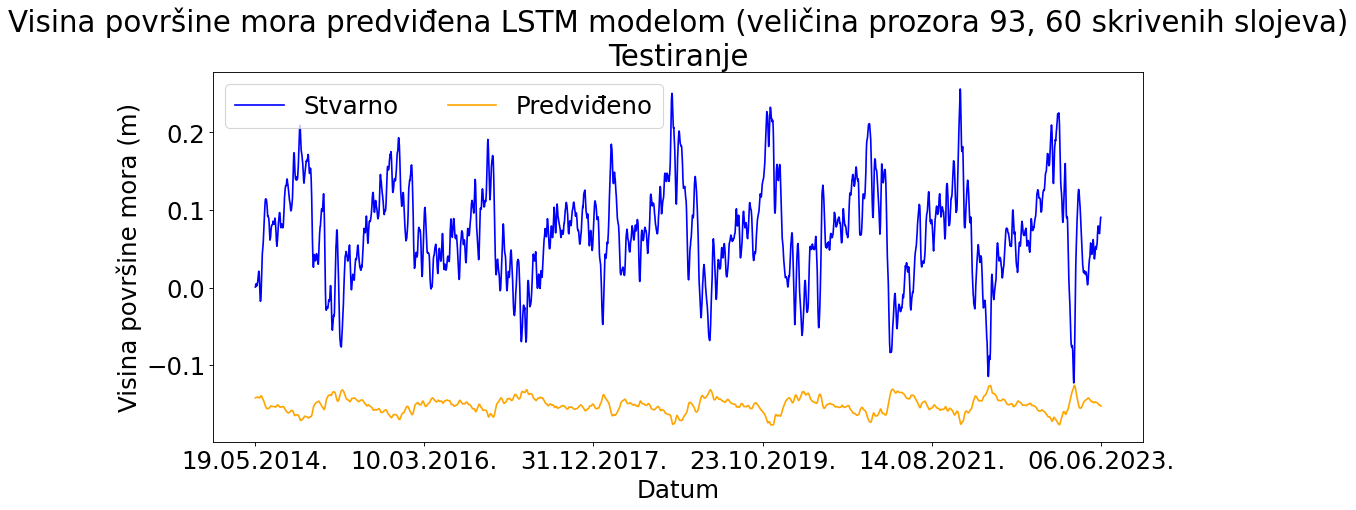 Visina površine mora predviđena LSTM modelom (veličina prozora 93, 60 skrivenih slojeva)
Testiranje
Stvarno Predviđeno
Visina površine mora (m)
0.2
0.1
0.0
−0.1
19.05.2014. 10.03.2016. 31.12.2017. 23.10.2019. 14.08.2021. 06.06.2023.
Datum